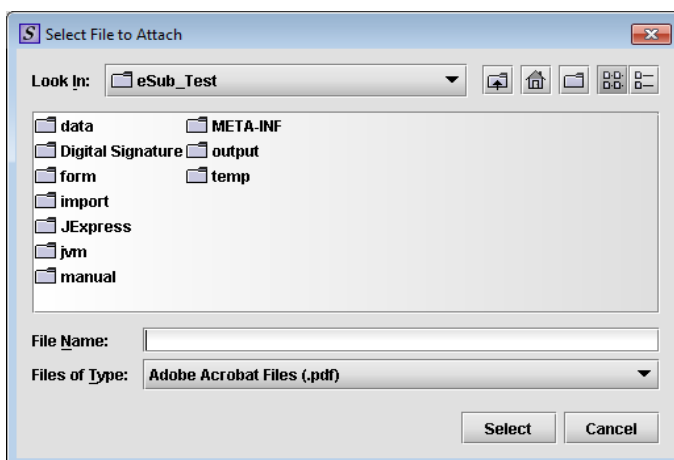 S Select File to Attach
Look In: eSub_Test
data META-INF
Digital Signature output
form temp
import
JExpress
jvm
manual
File Name:
Files of Type: Adobe Acrobat Files (.pdf)
Select Cancel